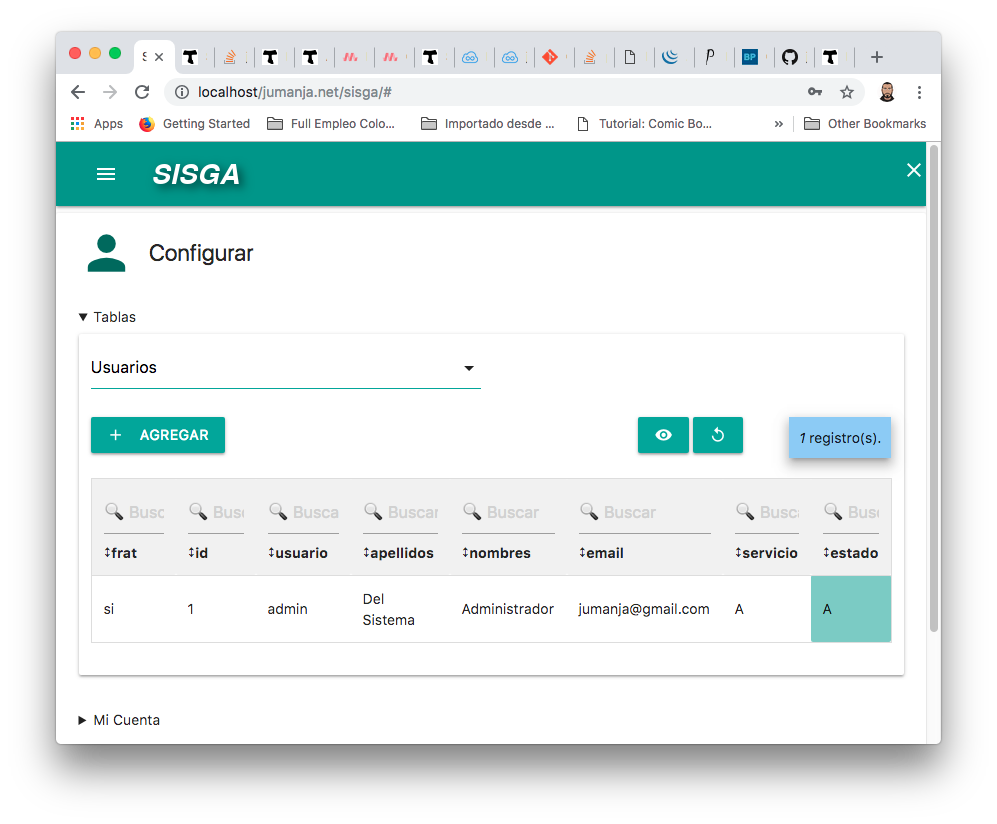 S
BP
localhost/jumanja.net/sisga/#
Apps Getting Started Full Empleo Colo... Importado desde ... Tutorial: Comic Bo... » Other Bookmarks
SISGA
Configurar
▼ Tablas
Usuarios
+ AGREGAR
1 registro(s).
Busc Bus Busca Buscar Buscar Buscar Busc Bus
↕frat ↕id ↕usuario ↕apellidos ↕nombres ↕email ↕servicio ↕estado
si 1 admin Del Sistema Administrador jumanja@gmail.com A A
▶ Mi Cuenta